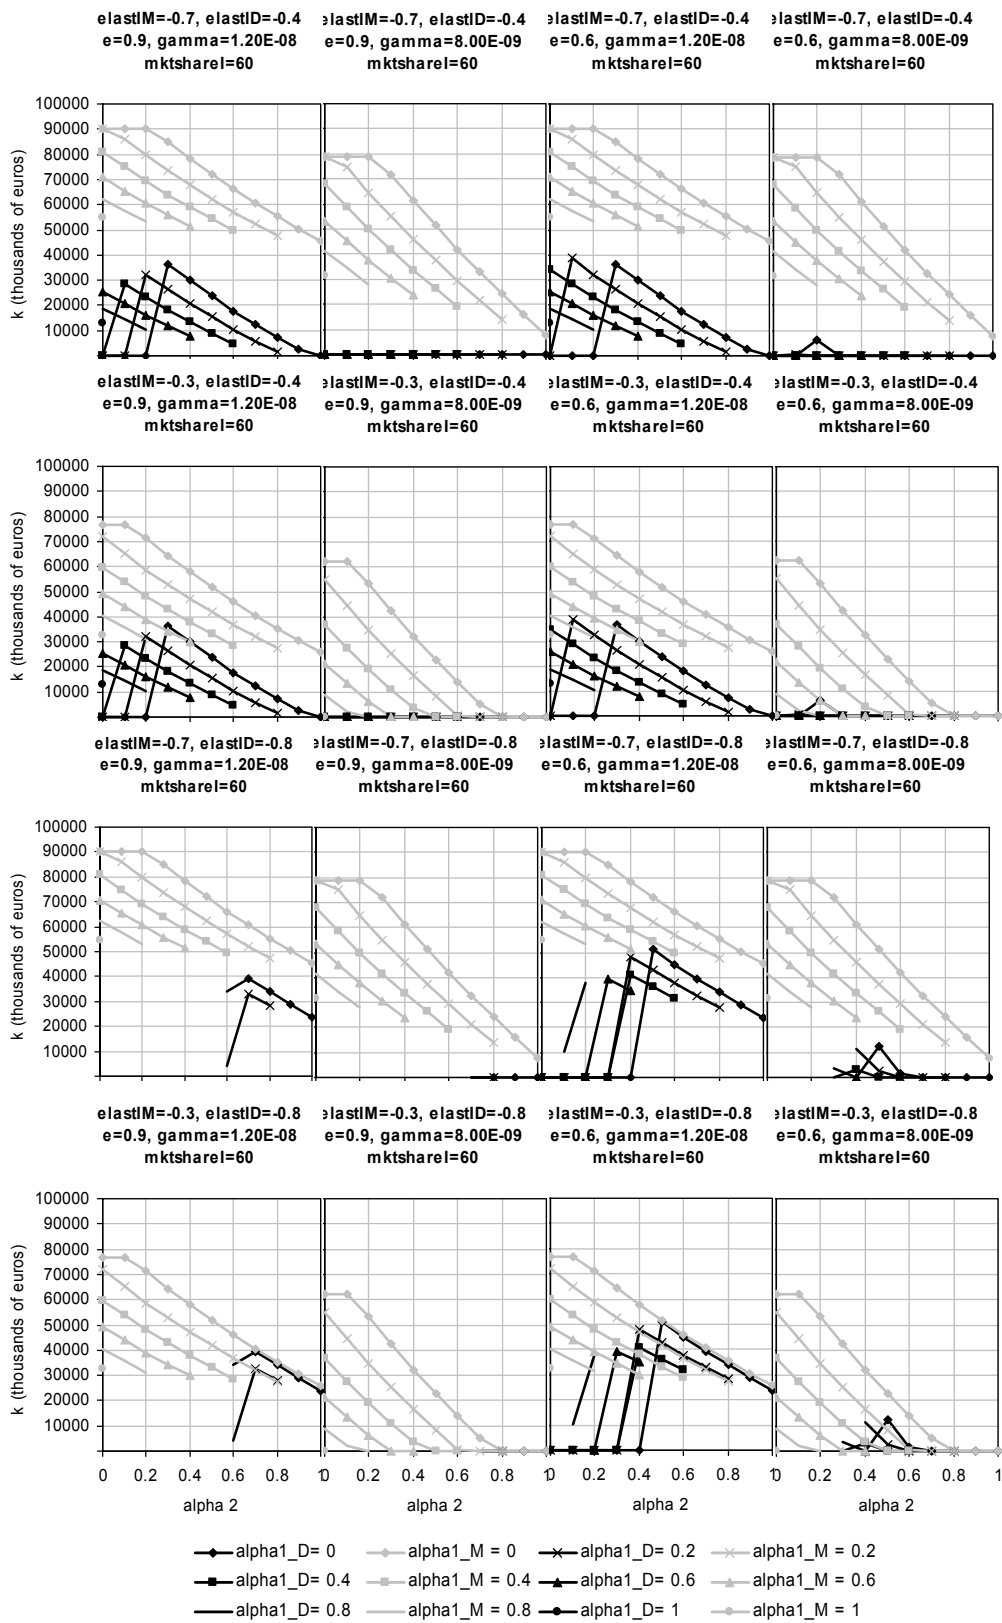 elastIM=-0.7, elastID=-0.4 elastIM=-0.7, elastID=-0.4 elastIM=-0.7, elastID=-0.4 elastIM=-0.7, elastID=-0.4
e=0.9, gamma=1.20E-08 e=0.9, gamma=8.00E-09 e=0.6, gamma=1.20E-08 e=0.6, gamma=8.00E-09
mktshareI=60 mktshareI=60 mktshareI=60 mktshareI=60
k (thousands of euros)
100000
90000
80000
70000
60000
50000
40000
30000
20000
10000
elastIM=-0.3, elastID=-0.4 elastIM=-0.3, elastID=-0.4 elastIM=-0.3, elastID=-0.4 elastIM=-0.3, elastID=-0.4
e=0.9, gamma=1.20E-08 e=0.9, gamma=8.00E-09 e=0.6, gamma=1.20E-08 e=0.6, gamma=8.00E-09
mktshareI=60 mktshareI=60 mktshareI=60 mktshareI=60
k (thousands of euros)
100000
90000
80000
70000
60000
50000
40000
30000
20000
10000
elastIM=-0.7, elastID=-0.8 elastIM=-0.7, elastID=-0.8 elastIM=-0.7, elastID=-0.8 elastIM=-0.7, elastID=-0.8
e=0.9, gamma=1.20E-08 e=0.9, gamma=8.00E-09 e=0.6, gamma=1.20E-08 e=0.6, gamma=8.00E-09
mktshareI=60 mktshareI=60 mktshareI=60 mktshareI=60
k (thousands of euros)
100000
90000
80000
70000
60000
50000
40000
30000
20000
10000
elastIM=-0.3, elastID=-0.8 elastIM=-0.3, elastID=-0.8 elastIM=-0.3, elastID=-0.8 elastIM=-0.3, elastID=-0.8
e=0.9, gamma=1.20E-08 e=0.9, gamma=8.00E-09 e=0.6, gamma=1.20E-08 e=0.6, gamma=8.00E-09
mktshareI=60 mktshareI=60 mktshareI=60 mktshareI=60
k (thousands of euros)
100000
90000
80000
70000
60000
50000
40000
30000
20000
10000
0 0.2 0.6 0.8 0.2 0.6 0.8 0.2 0.6 0.8 0.2 0.6 0.8 1
alpha 2 alpha 2 alpha 2 alpha 2
alpha1_D= 0 alpha1_M = 0 alpha1_D= 0.2 alpha1_M = 0.2
alpha1_D= 0.4 alpha1_M = 0.4 alpha1_D= 0.6 alpha1_M = 0.6
alpha1_D= 0.8 alpha1_M = 0.8 alpha1_D= 1 alpha1_M = 1